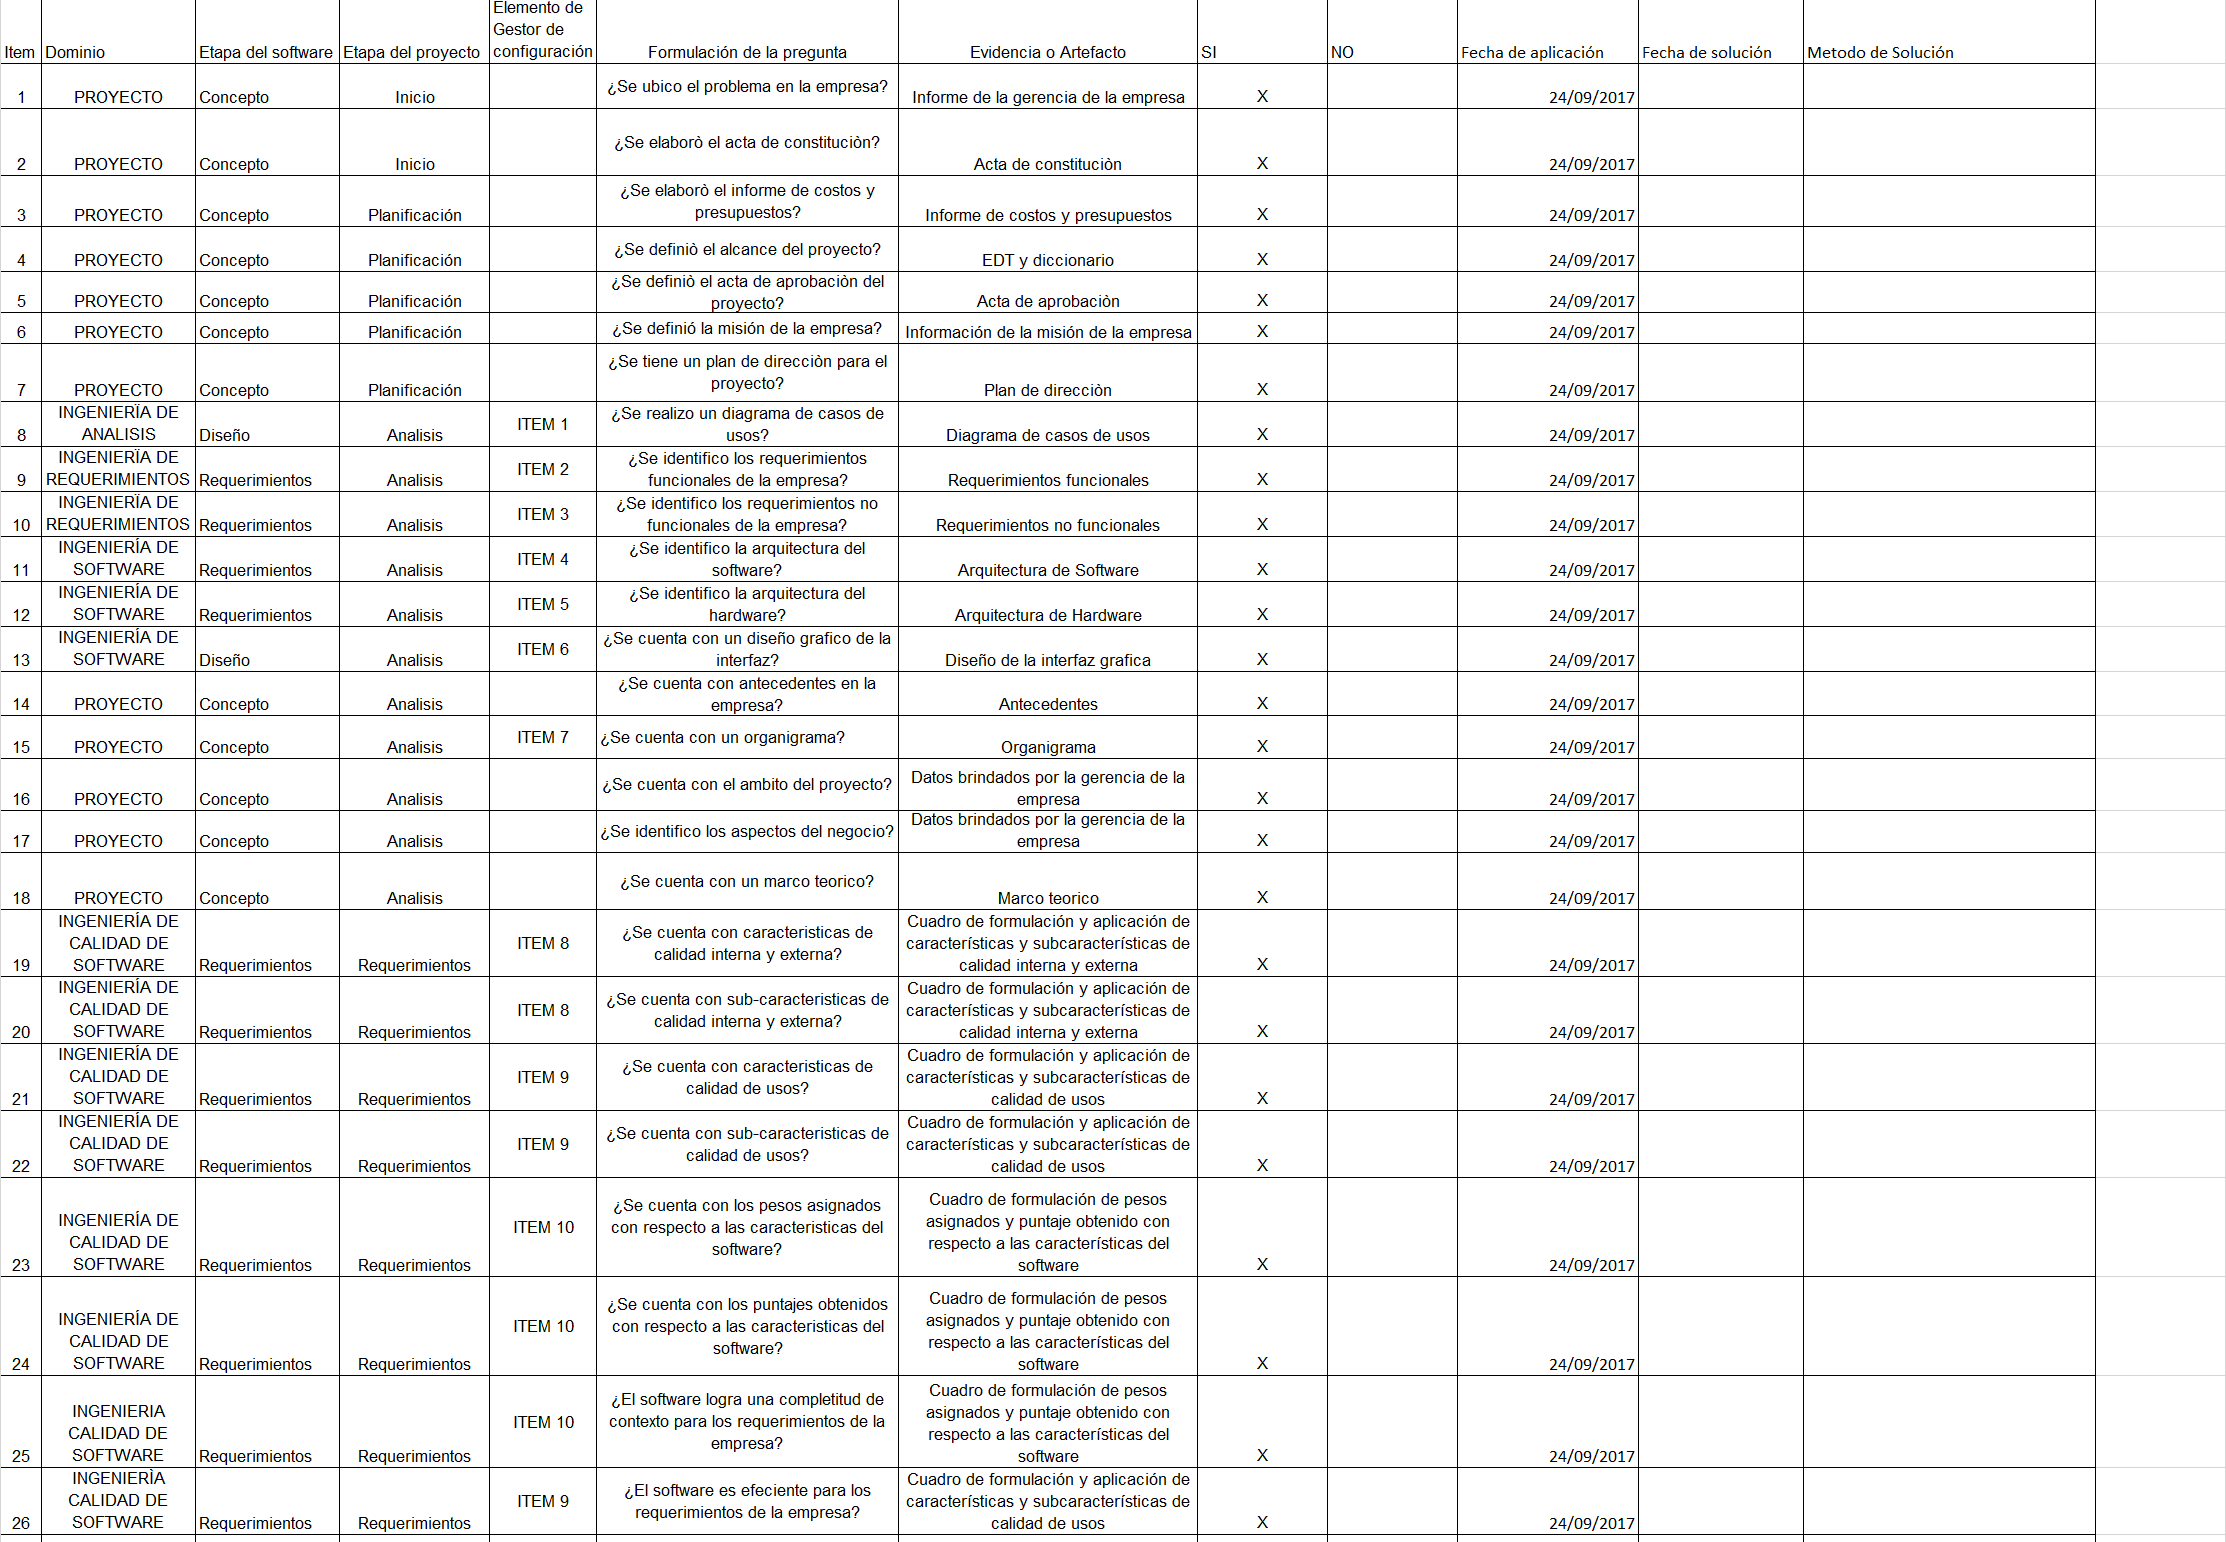 Item Dominio Etapa del software Etapa del proyecto Elemento de Gestor de configuración Formulación de la pregunta Evidencia o Artefacto SI NO Fecha de aplicación Fecha de solución Metodo de Solución
1 PROYECTO Concepto Inicio ¿Se ubico el problema en la empresa? Informe de la gerencia de la empresa X 24/09/2017
2 PROYECTO Concepto Inicio ¿Se elaborò el acta de constituciòn? Acta de constituciòn X 24/09/2017
3 PROYECTO Concepto Planificación ¿Se elaborò el informe de costos y presupuestos? Informe de costos y presupuestos X 24/09/2017
4 PROYECTO Concepto Planificación ¿Se definiò el alcance del proyecto? EDT y diccionario X 24/09/2017
5 PROYECTO Concepto Planificación ¿Se definiò el acta de aprobaciòn del proyecto? Acta de aprobaciòn X 24/09/2017
6 PROYECTO Concepto Planificación ¿Se definió la misión de la empresa? Información de la misión de la empresa X 24/09/2017
7 PROYECTO Concepto Planificación ¿Se tiene un plan de direcciòn para el proyecto? Plan de direcciòn X 24/09/2017
8 INGENIERÏA DE ANALISIS Diseño Analisis ITEM 1 ¿Se realizo un diagrama de casos de usos? Diagrama de casos de usos X 24/09/2017
9 INGENIERÏA DE REQUERIMIENTOS Requerimientos Analisis ITEM 2 ¿Se identifico los requerimientos funcionales de la empresa? Requerimientos funcionales X 24/09/2017
10 INGENIERÏA DE REQUERIMIENTOS Requerimientos Analisis ITEM 3 ¿Se identifico los requerimientos no funcionales de la empresa? Requerimientos no funcionales X 24/09/2017
11 INGENIERÍA DE SOFTWARE Requerimientos Analisis ITEM 4 ¿Se identifico la arquitectura del software? Arquitectura de Software X 24/09/2017
12 INGENIERÍA DE SOFTWARE Requerimientos Analisis ITEM 5 ¿Se identifico la arquitectura del hardware? Arquitectura de Hardware X 24/09/2017
13 INGENIERÍA DE SOFTWARE Diseño Analisis ITEM 6 ¿Se cuenta con un diseño grafico de la interfaz? Diseño de la interfaz grafica X 24/09/2017
14 PROYECTO Concepto Analisis ¿Se cuenta con antecedentes en la empresa? Antecedentes X 24/09/2017
15 PROYECTO Concepto Analisis ITEM 7 ¿Se cuenta con un organigrama? Organigrama X 24/09/2017
16 PROYECTO Concepto Analisis ¿Se cuenta con el ambito del proyecto? Datos brindados por la gerencia de la empresa X 24/09/2017
17 PROYECTO Concepto Analisis ¿Se identifico los aspectos del negocio? Datos brindados por la gerencia de la empresa X 24/09/2017
18 PROYECTO Concepto Analisis ¿Se cuenta con un marco teorico? Marco teorico X 24/09/2017
19 INGENIERÍA DE CALIDAD DE SOFTWARE Requerimientos Requerimientos ITEM 8 ¿Se cuenta con caracteristicas de calidad interna y externa? Cuadro de formulación y aplicación de características y subcaracterísticas de calidad interna y externa X 24/09/2017
20 INGENIERÍA DE CALIDAD DE SOFTWARE Requerimientos Requerimientos ITEM 8 ¿Se cuenta con sub-caracteristicas de calidad interna y externa? Cuadro de formulación y aplicación de características y subcaracterísticas de calidad interna y externa X 24/09/2017
21 INGENIERÍA DE CALIDAD DE SOFTWARE Requerimientos Requerimientos ITEM 9 ¿Se cuenta con caracteristicas de calidad de usos? Cuadro de formulación y aplicación de características y subcaracterísticas de calidad de usos X 24/09/2017
22 INGENIERÍA DE CALIDAD DE SOFTWARE Requerimientos Requerimientos ITEM 9 ¿Se cuenta con sub-caracteristicas de calidad de usos? Cuadro de formulación y aplicación de características y subcaracterísticas de calidad de usos X 24/09/2017
23 INGENIERÍA DE CALIDAD DE SOFTWARE Requerimientos Requerimientos ITEM 10 ¿Se cuenta con los pesos asignados con respecto a las caracteristicas del software? Cuadro de formulación de pesos asignados y puntaje obtenido con respecto a las características del software X 24/09/2017
24 INGENIERÍA DE CALIDAD DE SOFTWARE Requerimientos Requerimientos ITEM 10 ¿Se cuenta con los puntajes obtenidos con respecto a las caracteristicas del software? Cuadro de formulación de pesos asignados y puntaje obtenido con respecto a las características del software X 24/09/2017
25 INGENIERIA CALIDAD DE SOFTWARE Requerimientos Requerimientos ITEM 10 ¿El software logra una completitud de contexto para los requerimientos de la empresa? Cuadro de formulación de pesos asignados y puntaje obtenido con respecto a las características del software X 24/09/2017
26 INGENIERÌA CALIDAD DE SOFTWARE Requerimientos Requerimientos ITEM 9 ¿El software es efeciente para los requerimientos de la empresa? Cuadro de formulación y aplicación de características y subcaracterísticas de calidad de usos X 24/09/2017